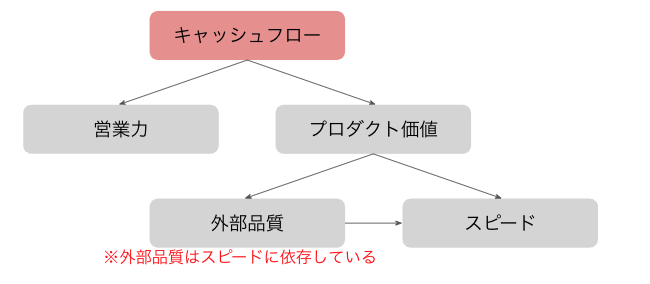 キャッシュフロー
営業力
プロダクト価値
外部品質
スピード
※外部品質はスピードに依存している